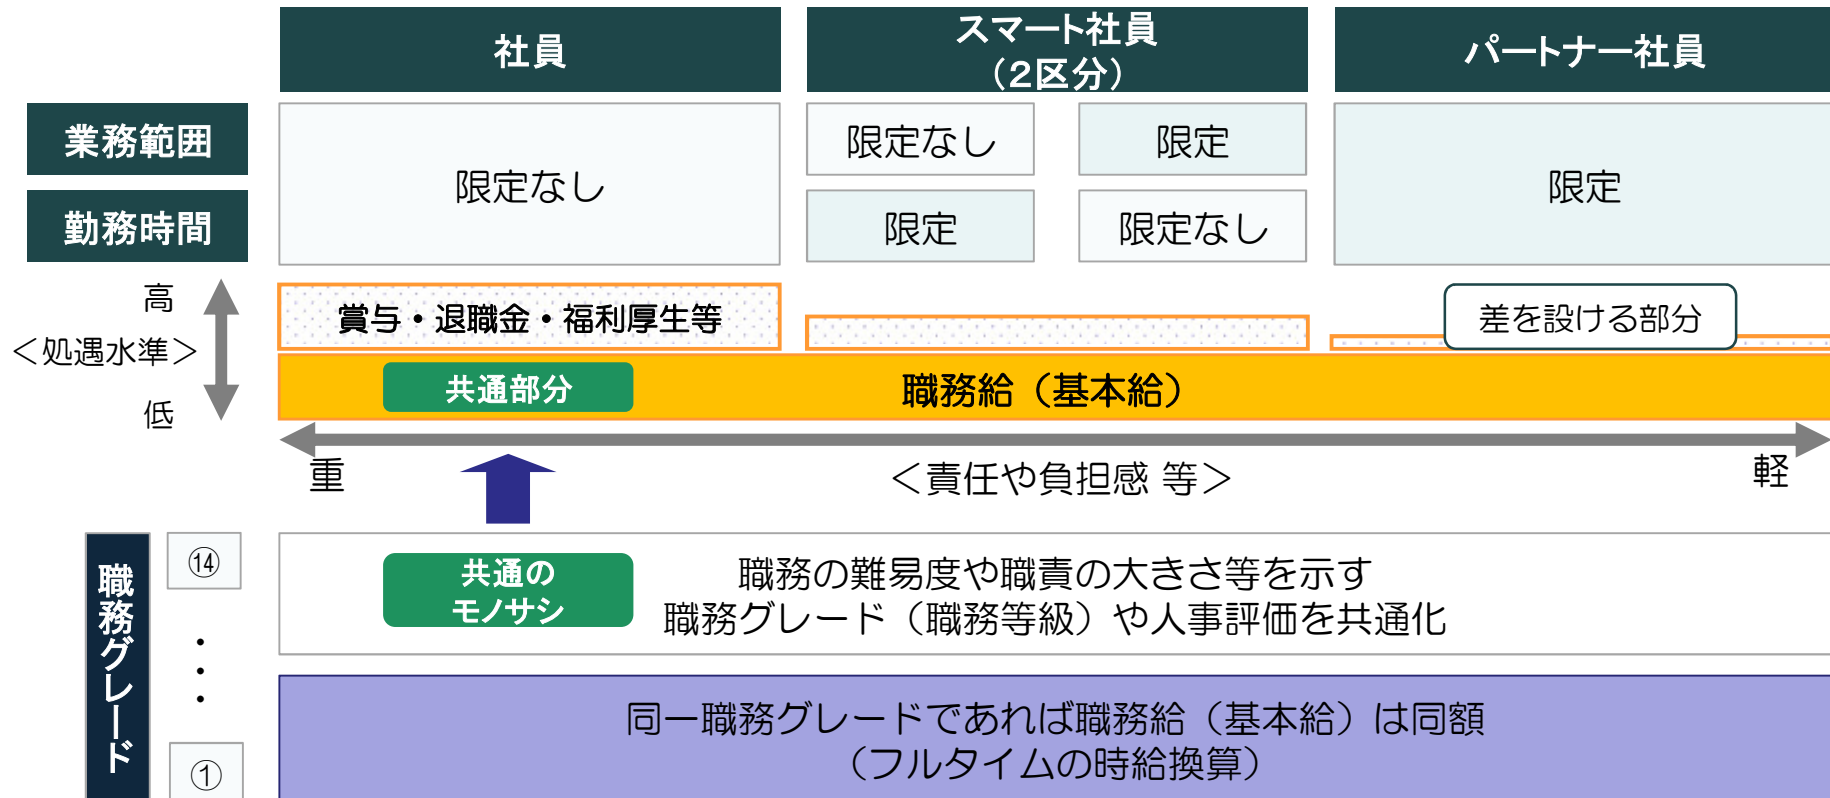 社員
スマート社員
（2区分）
パートナー社員
業務範囲
限定なし
限定なし
限定
限定
勤務時間
限定
限定なし
高
＜処遇水準＞
低
賞与・退職金・福利厚生等
差を設ける部分
共通部分
職務給（基本給）
重
＜責任や負担感 等＞
軽
職務グレード
⑭
・
・
・
①
共通の
モノサシ
職務の難易度や職責の大きさ等を示す
職務グレード（職務等級）や人事評価を共通化
同一職務グレードであれば職務給（基本給）は同額
（フルタイムの時給換算）